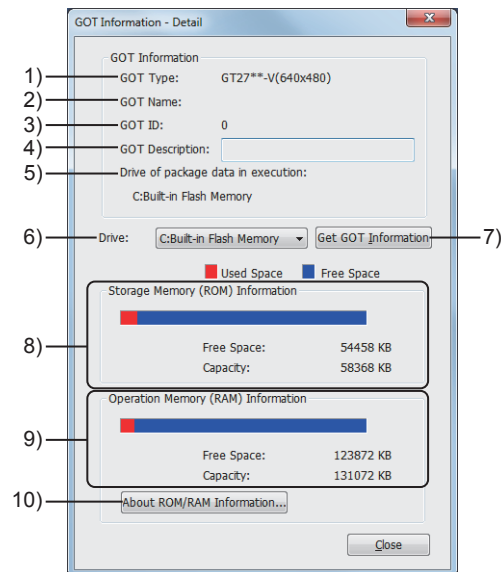 GOT Information - Detail
x
GOT Information
1) GOT Type: GT27**-V(640x480)
2) GOT Name:
3) GOT ID: 0
4) GOT Description:
5) Drive of package data in execution:
C:Built-in Flash Memory
6) Drive: C:Built-in Flash Memory Get GOT Information 7)
Used Space Free Space
Storage Memory (ROM) Information
8)
Free Space: 54458 KB
Capacity: 58368 KB
Operation Memory (RAM) Information
9)
Free Space: 123872 KB
Capacity: 131072 KB
10) About ROM/RAM Information...
Close